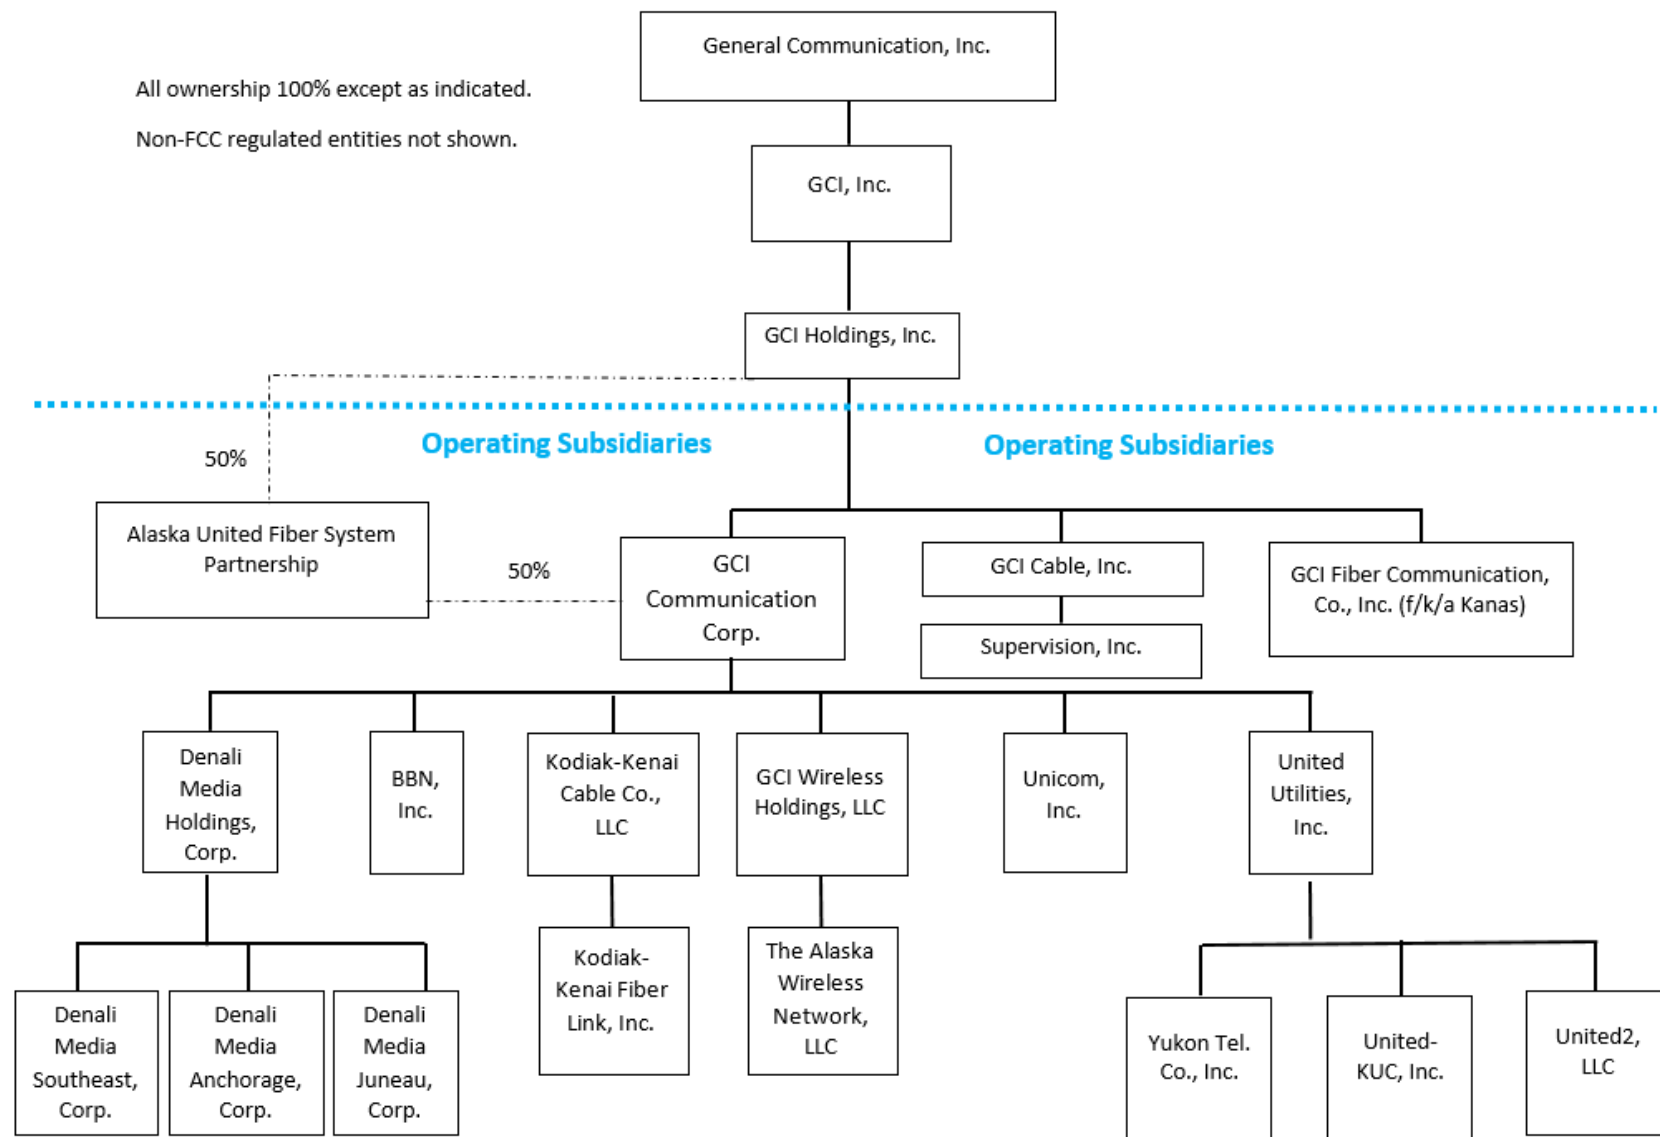 General Communication, Inc.
All ownership 100% except as indicated.
Non-FCC regulated entities not shown.
GCI, Inc.
GCI Holdings, Inc.
Operating Subsidiaries
Operating Subsidiaries
50%
Alaska United Fiber System
Partnership
50%
GCI
Communication
Corp.
GCI Cable, Inc.
Supervision, Inc.
GCI Fiber Communication,
Co., Inc. (f/k/a Kanas)
Denali
Media
Holdings,
Corp.
BBN,
Inc.
Kodiak-Kenai
Cable Co.,
LLC
GCI Wireless
Holdings, LLC
Unicom,
Inc.
United
Utilities,
Inc.
Denali
Media
Southeast,
Corp.
Denali
Media
Anchorage,
Corp.
Denali
Media
Juneau,
Corp.
Kodiak-
Kenai Fiber
Link, Inc.
The Alaska
Wireless
Network,
LLC
Yukon Tel.
Co., Inc.
United-
KUC, Inc.
United2,
LLC